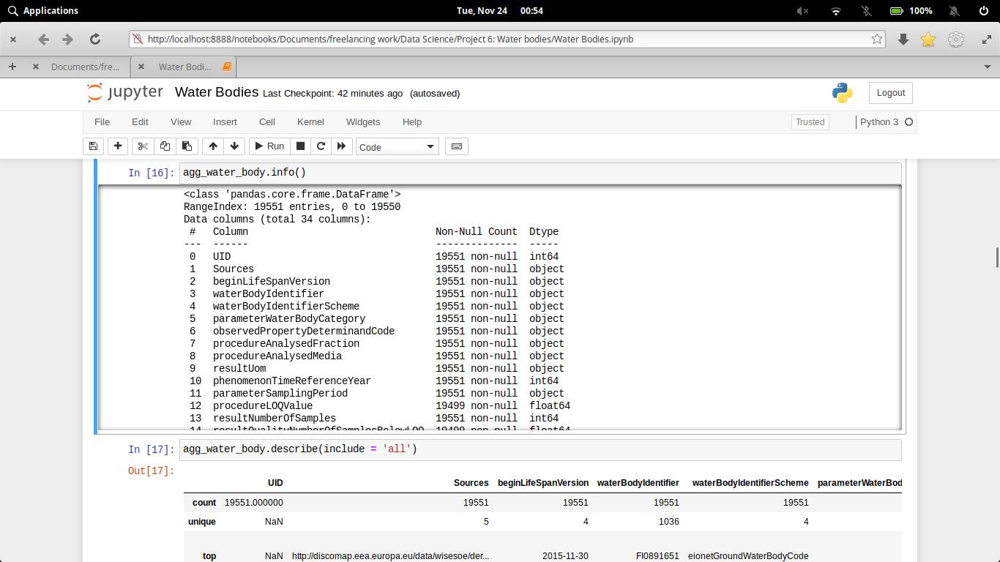 Applications Tue, Nov 24 00:54 100%
http://localhost:8888/notebooks/Documents/freelancing work/Data Science/Project 6: Water bodies/Water Bodies.ipynb
Documents/fre... Water Bodi...
jupyter Water Bodies Last Checkpoint: 42 minutes ago (autosaved) Logout
File Edit View Insert Cell Kernel Widgets Help Trusted Python 3
Run Code
In [16]: agg_water_body.info()
<class 'pandas.core.frame.DataFrame'>
RangeIndex: 19551 entries, 0 to 19550
Data columns (total 34 columns):
# Column Non-Null Count Dtype
--- ------ -------------- -----
0 UID 19551 non-null int64
1 Sources 19551 non-null object
2 beginLifeSpanVersion 19551 non-null object
3 waterBodyIdentifier 19551 non-null object
4 waterBodyIdentifierScheme 19551 non-null object
5 parameterWaterBodyCategory 19551 non-null object
6 observedPropertyDeterminandCode 19551 non-null object
7 procedureAnalysedFraction 19551 non-null object
8 procedureAnalysedMedia 19551 non-null object
9 resultUom 19551 non-null object
10 phenomenonTimeReferenceYear 19551 non-null int64
11 parameterSamplingPeriod 19551 non-null object
12 procedureLOQValue 19499 non-null float64
13 resultNumberOfSamples 19551 non-null int64
14 resultQualityNumberOfSamplesBelowLOQ 19499 non-null float64
In [17]: agg_water_body.describe(include = 'all')
Out[17]:
UID Sources beginLifeSpanVersion waterBodyIdentifier waterBodyIdentifierScheme parameterWaterBod
count 19551.000000 19551 19551 19551 19551
unique NaN 5 4 1036 4
top NaN http://discomap.eea.europa.eu/data/wisesoe/der... 2015-11-30 FI0891651 eionetGroundWaterBodyCode